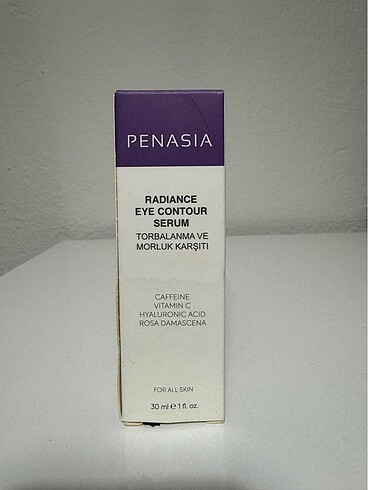 PENASIA
RADIANCE
EYE CONTOUR
SERUM
TORBALANMA VE
MORLUK KARŞITI
CAFFEINE
VITAMIN C
HYALURONIC ACID
ROSA DAMASCENA
FOR ALL SKIN
30 ml ℮ 1 fl. oz.